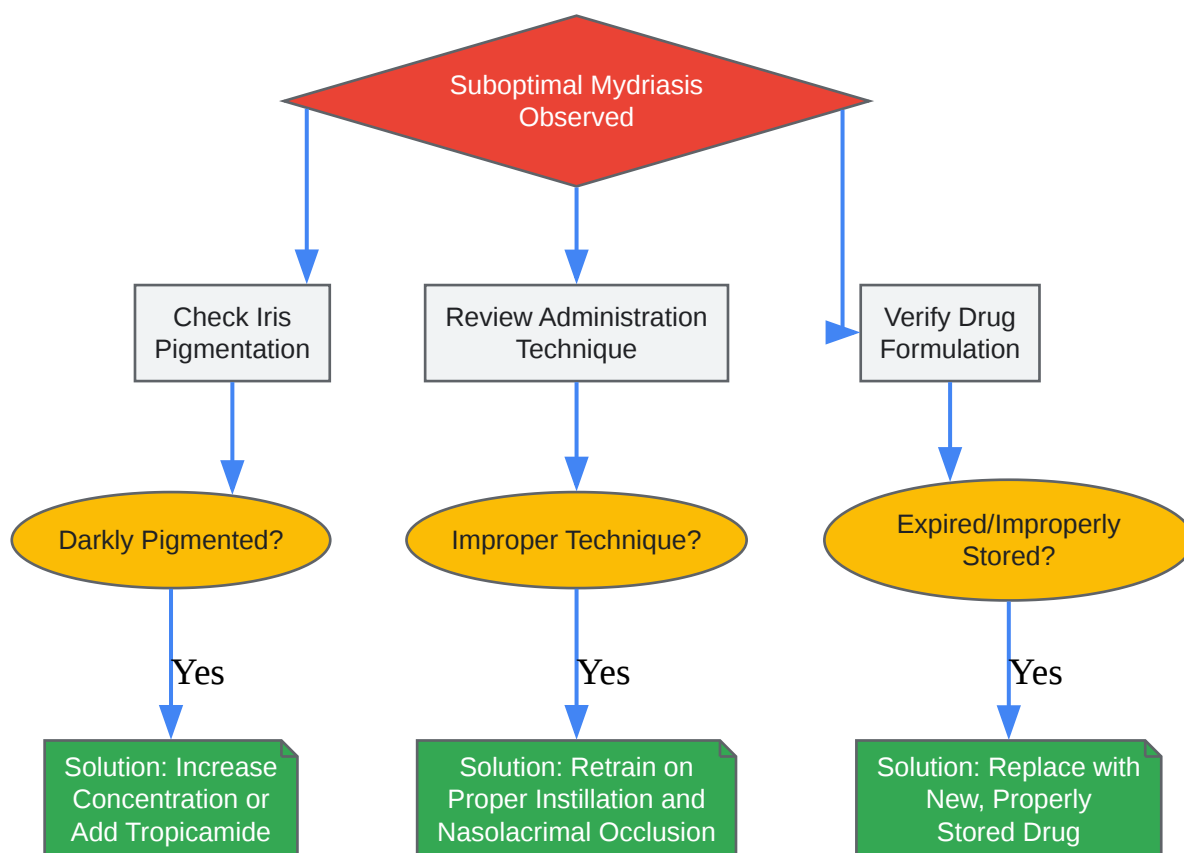 Suboptimal Mydriasis
Observed
Check Iris
Pigmentation
Review Administration
Technique
Verify Drug
Formulation
Darkly Pigmented?
Improper Technique?
Expired/Improperly
Stored?
Yes
Yes
Yes
Solution: Increase
Concentration or
Add Tropicamide
Solution: Retrain on
Proper Instillation and
Nasolacrimal Occlusion
Solution: Replace with
New, Properly
Stored Drug